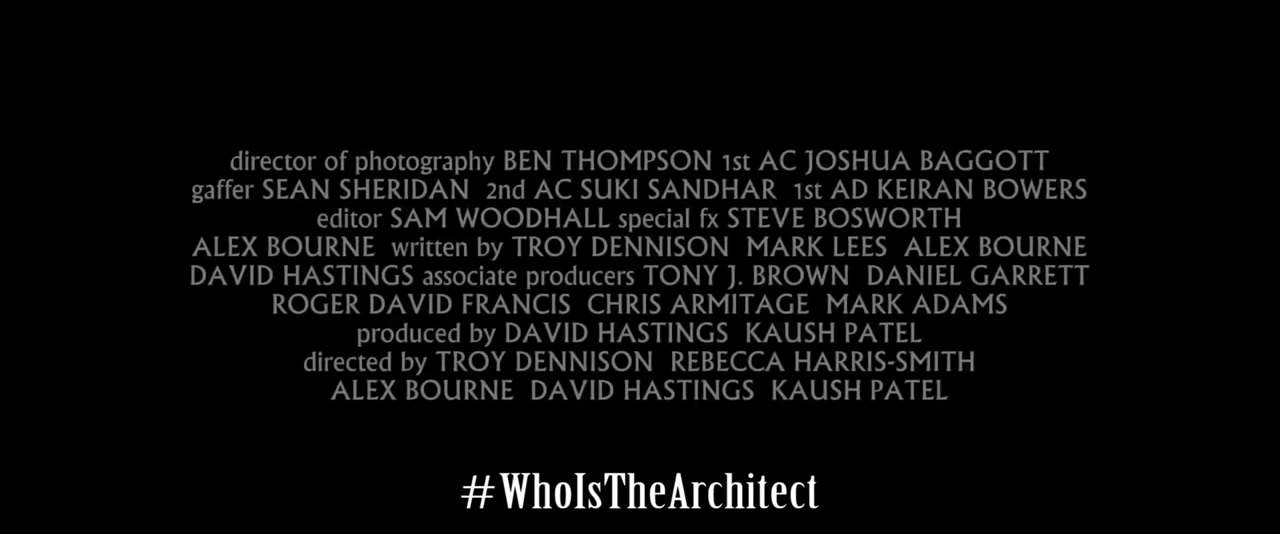 director of photography BEN THOMPSON 1st AC JOSHUA BAGGOTT
gaffer SEAN SHERIDAN 2nd AC SUKI SANDHAR 1st AD KEIRAN BOWERS
editor SAM WOODHALL special fx STEVE BOSWORTH
ALEX BOURNE written by TROY DENNISON MARK LEES ALEX BOURNE
DAVID HASTINGS associate producers TONY J. BROWN DANIEL GARRETT
ROGER DAVID FRANCIS CHRIS ARMITAGE MARK ADAMS
produced by DAVID HASTINGS KAUSH PATEL
directed by TROY DENNISON REBECCA HARRIS-SMITH
ALEX BOURNE DAVID HASTINGS KAUSH PATEL
#WhoIsTheArchitect